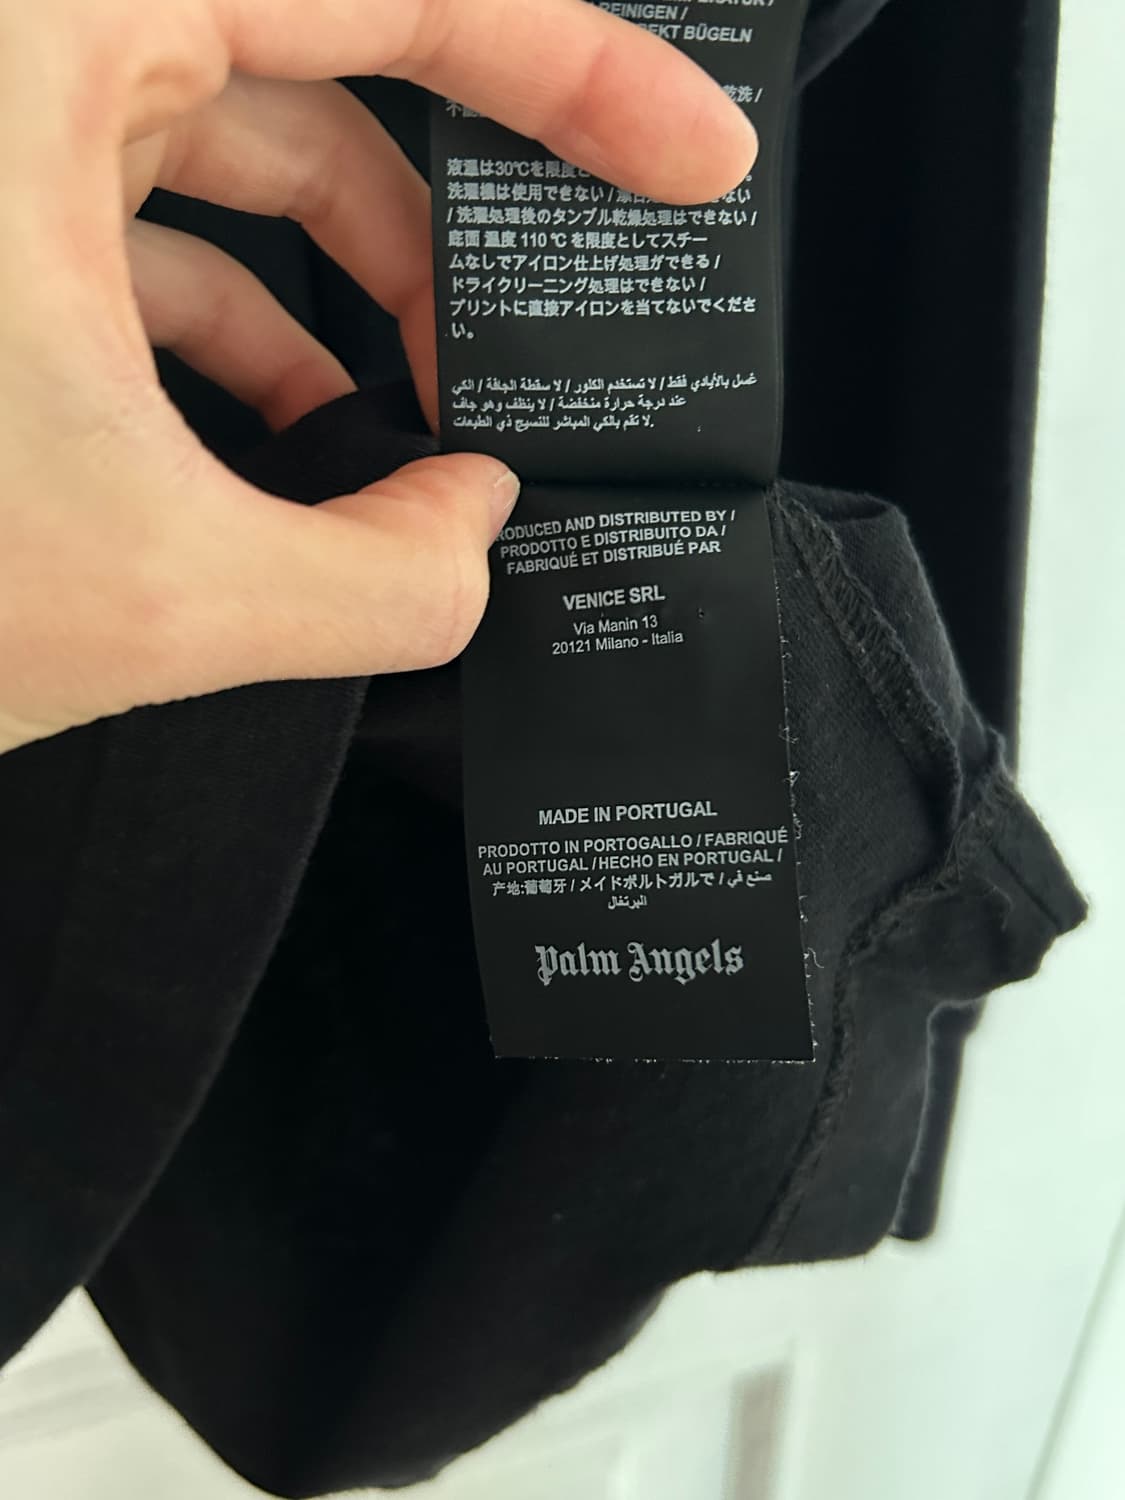 REINIGEN /
EKT BÜGELN
乾洗 /
液温は30℃を限度と
洗濯機は使用できない / ない
/ 洗濯処理後のタンブル乾燥処理はできない /
底面 温度 110 ℃ を限度としてスチー
ムなしでアイロン仕上げ処理ができる /
ドライクリーニング処理はできない /
プリントに直接アイロンを当てないでくださ
い。
غسل بالأيادي فقط / لا تستخدم الكلور / لا سقطة الجافة / الكي
عند درجة حرارة منخفضة / لا ينظف وهو جاف
لا تقم بالكي المباشر للنسيج ذي الطبعات.
RODUCED AND DISTRIBUTED BY /
PRODOTTO E DISTRIBUITO DA /
FABRIQUÉ ET DISTRIBUÉ PAR
VENICE SRL
Via Manin 13
20121 Milano - Italia
MADE IN PORTUGAL
PRODOTTO IN PORTOGALLO / FABRIQUÉ
AU PORTUGAL / HECHO EN PORTUGAL /
产地:葡萄牙 / メイドポルトガルで / صنع في
البرتغال
Palm Angels